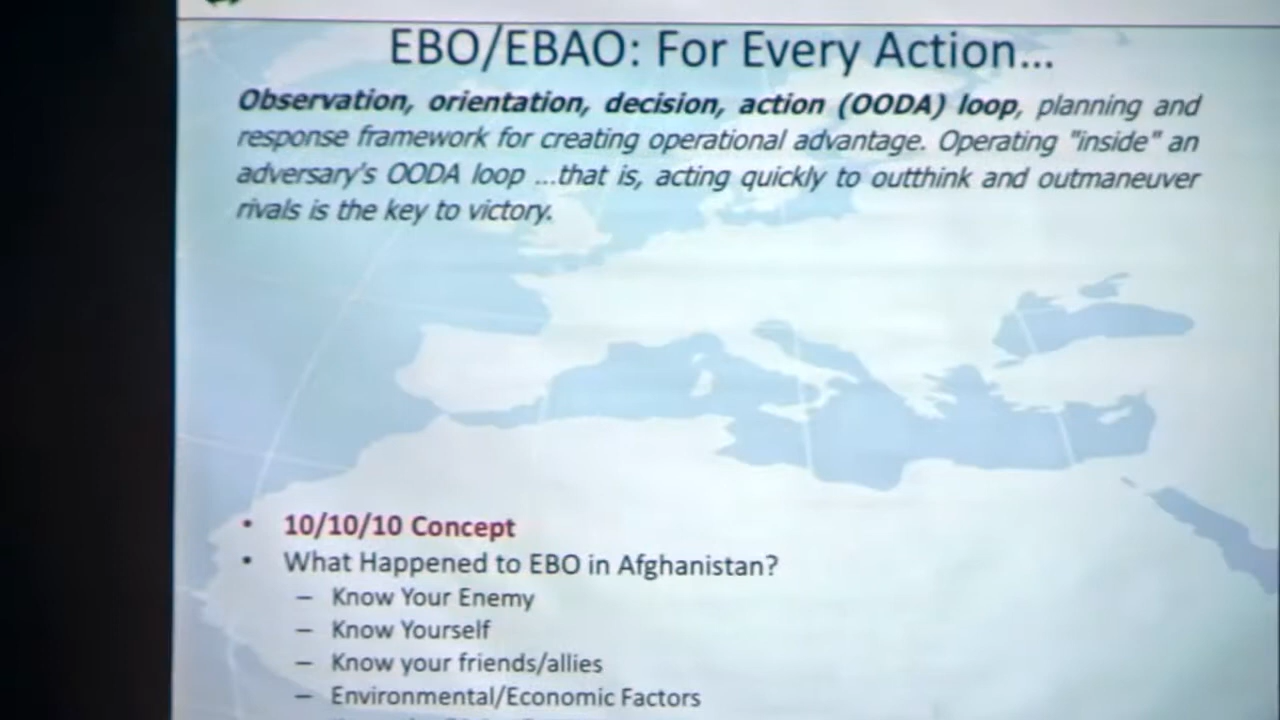 EBO/EBAO: For Every Action...
Observation, orientation, decision, action (OODA) loop, planning and
response framework for creating operational advantage. Operating "inside" an
adversary's OODA loop ...that is, acting quickly to outthink and outmaneuver
rivals is the key to victory.
• 10/10/10 Concept
• What Happened to EBO in Afghanistan?
– Know Your Enemy
– Know Yourself
– Know your friends/allies
– Environmental/Economic Factors